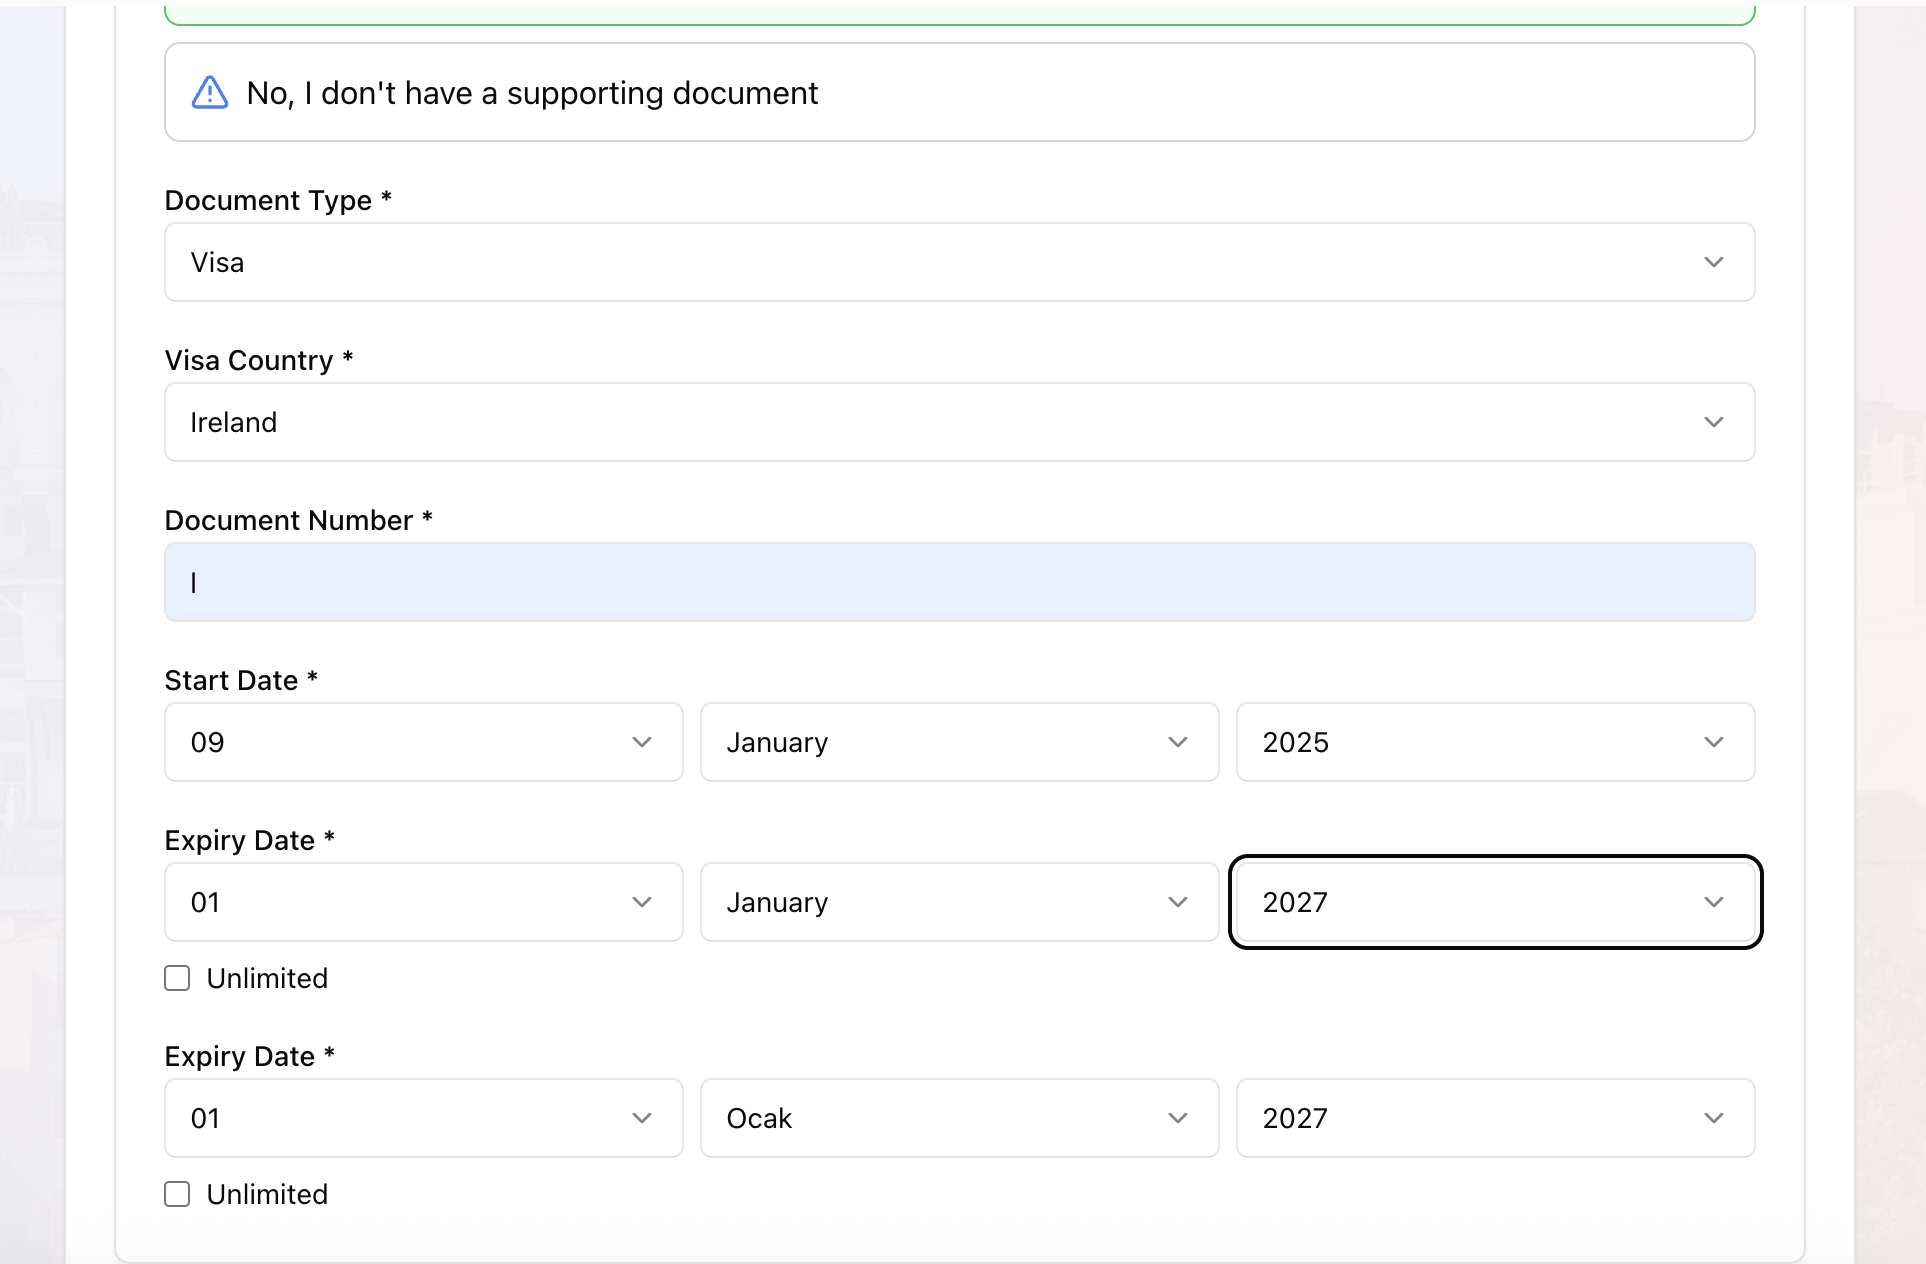 No, I don't have a supporting document
Document Type *
Visa
Visa Country *
Ireland
Document Number *
I
Start Date *
09 January 2025
Expiry Date *
01 January 2027
Unlimited
Expiry Date *
01 Ocak 2027
Unlimited